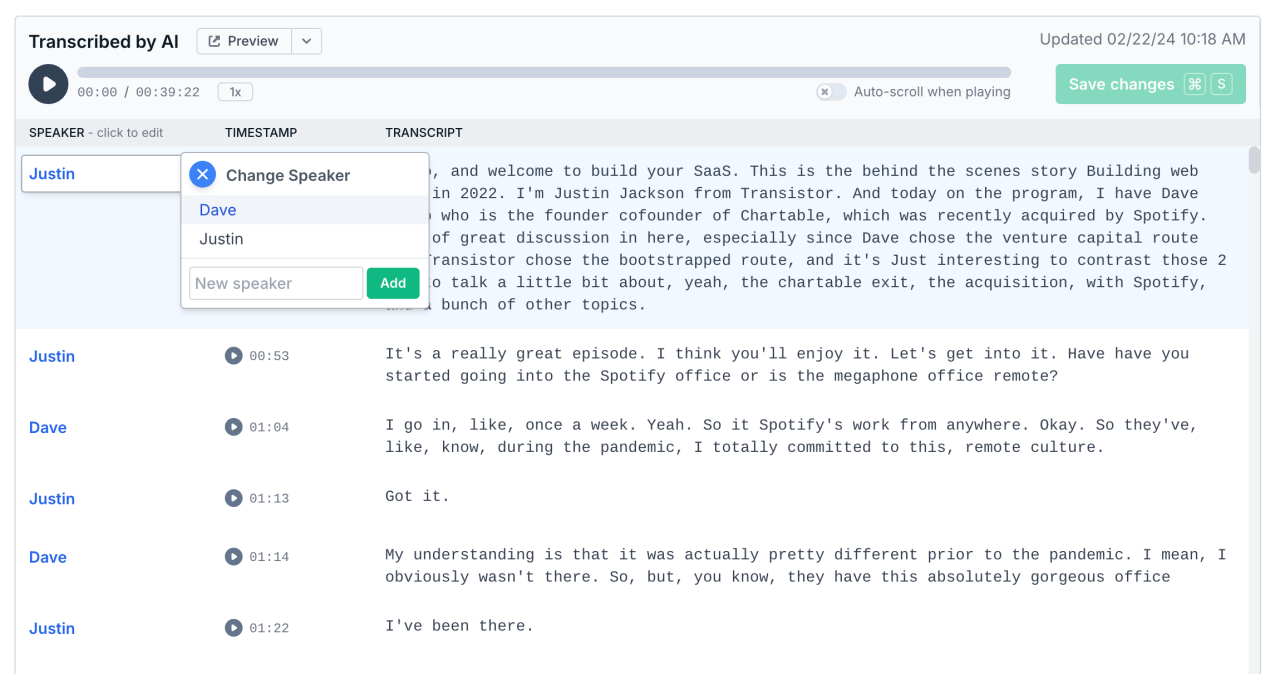 Transcribed by AI
Preview
Updated 02/22/24 10:18 AM
00:00 / 00:39:22
1x
Auto-scroll when playing
Save changes ⌘ S
SPEAKER - click to edit
TIMESTAMP
TRANSCRIPT
Justin
Change Speaker
Dave
Justin
New speaker
Add
, and welcome to build your SaaS. This is the behind the scenes story Building web
in 2022. I'm Justin Jackson from Transistor. And today on the program, I have Dave
who is the founder cofounder of Chartable, which was recently acquired by Spotify.
of great discussion in here, especially since Dave chose the venture capital route
Transistor chose the bootstrapped route, and it's Just interesting to contrast those 2
to talk a little bit about, yeah, the chartable exit, the acquisition, with Spotify,
and a bunch of other topics.
Justin
00:53
It's a really great episode. I think you'll enjoy it. Let's get into it. Have have you
started going into the Spotify office or is the megaphone office remote?
Dave
01:04
I go in, like, once a week. Yeah. So it Spotify's work from anywhere. Okay. So they've,
like, know, during the pandemic, I totally committed to this, remote culture.
Justin
01:13
Got it.
Dave
01:14
My understanding is that it was actually pretty different prior to the pandemic. I mean, I
obviously wasn't there. So, but, you know, they have this absolutely gorgeous office
Justin
01:22
I've been there.